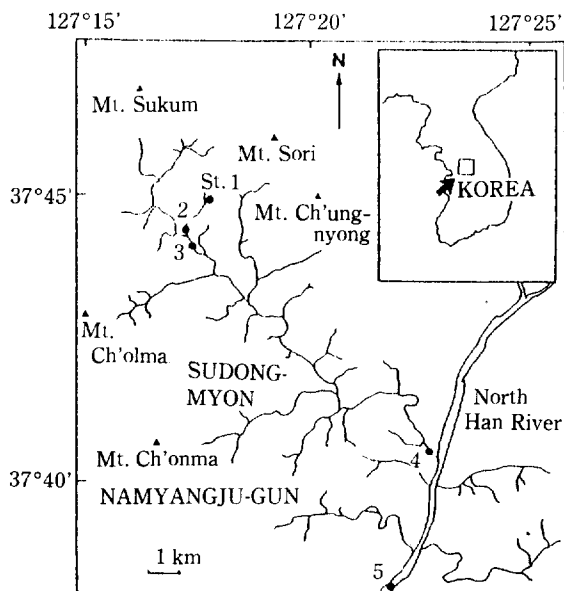 127°15'
127°20'
127°25'
N
Mt. Sukum
Mt. Sori
KOREA
37°45'
St. 1
2
3
Mt. Ch'ung-
nyong
Mt.
Ch'olma
SUDONG-
MYON
North
Han River
Mt. Ch'onma
4
37°40'
NAMYANGJU-GUN
1 km
5